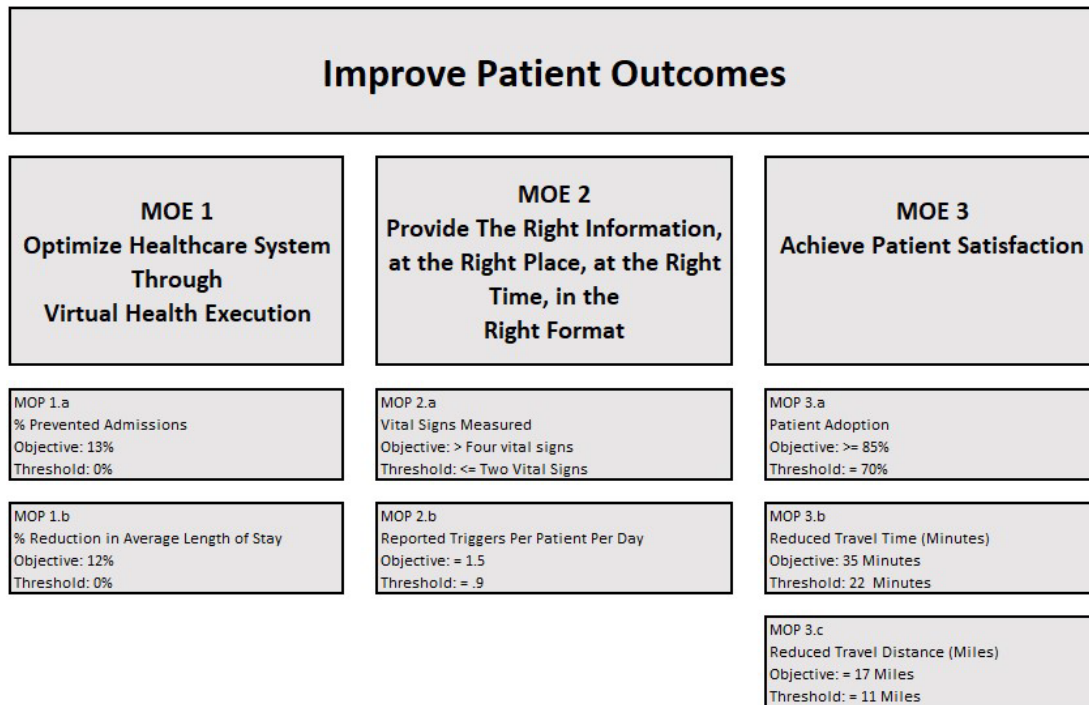 Improve Patient Outcomes
MOE 1
Optimize Healthcare System
Through
Virtual Health Execution
MOE 2
Provide The Right Information,
at the Right Place, at the Right
Time, in the
Right Format
MOE 3
Achieve Patient Satisfaction
MOP 1.a
% Prevented Admissions
Objective: 13%
Threshold: 0%
MOP 2.a
Vital Signs Measured
Objective: > Four vital signs
Threshold: <= Two Vital Signs
MOP 3.a
Patient Adoption
Objective: >= 85%
Threshold: = 70%
MOP 1.b
% Reduction in Average Length of Stay
Objective: 12%
Threshold: 0%
MOP 2.b
Reported Triggers Per Patient Per Day
Objective: = 1.5
Threshold: = .9
MOP 3.b
Reduced Travel Time (Minutes)
Objective: 35 Minutes
Threshold: 22 Minutes
MOP 3.c
Reduced Travel Distance (Miles)
Objective: = 17 Miles
Threshold: = 11 Miles